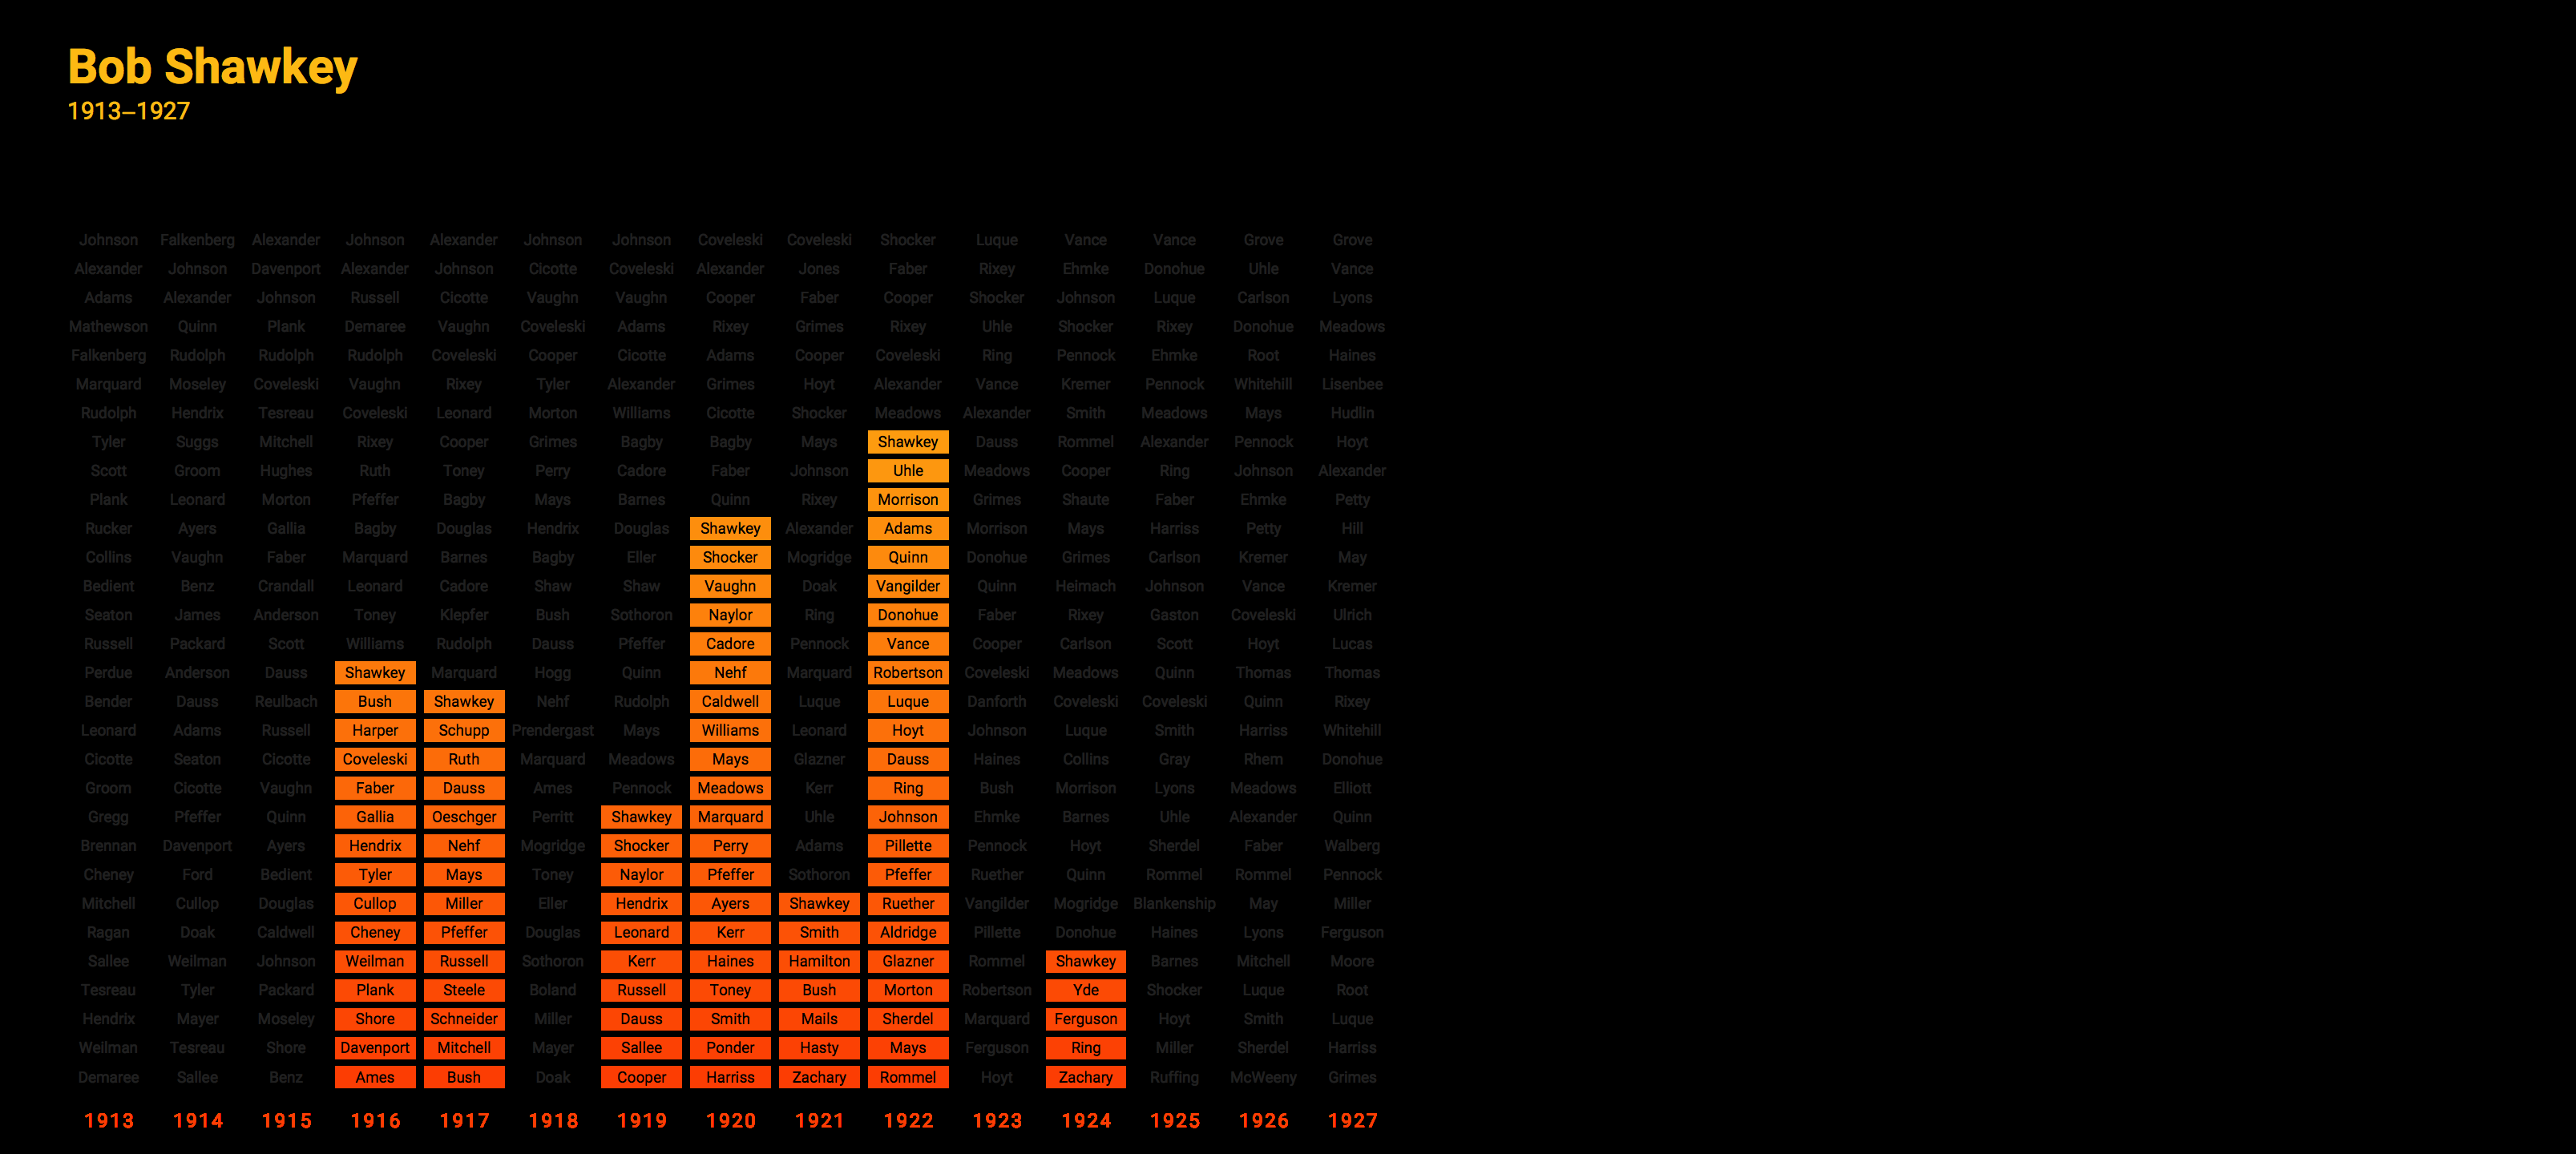 Bob Shawkey
1913–1927
Johnson Falkenberg Alexander Johnson Alexander Johnson Johnson Coveleski Coveleski Shocker Luque Vance Vance Grove Grove
Alexander Johnson Davenport Alexander Johnson Cicotte Coveleski Alexander Jones Faber Rixey Ehmke Donohue Uhle Vance
Adams Alexander Johnson Russell Cicotte Vaughn Vaughn Cooper Faber Cooper Shocker Johnson Luque Carlson Lyons
Mathewson Quinn Plank Demaree Vaughn Coveleski Adams Rixey Grimes Rixey Uhle Shocker Rixey Donohue Meadows
Falkenberg Rudolph Rudolph Rudolph Coveleski Cooper Cicotte Adams Cooper Coveleski Ring Pennock Ehmke Root Haines
Marquard Moseley Coveleski Vaughn Rixey Tyler Alexander Grimes Hoyt Alexander Vance Kremer Pennock Whitehill Lisenbee
Rudolph Hendrix Tesreau Coveleski Leonard Morton Williams Cicotte Shocker Meadows Alexander Smith Meadows Mays Hudlin
Tyler Suggs Mitchell Rixey Cooper Grimes Bagby Bagby Mays Shawkey Dauss Rommel Alexander Pennock Hoyt
Scott Groom Hughes Ruth Toney Perry Cadore Faber Johnson Uhle Meadows Cooper Ring Johnson Alexander
Plank Leonard Morton Pfeffer Bagby Mays Barnes Quinn Rixey Morrison Grimes Shaute Faber Ehmke Petty
Rucker Ayers Gallia Bagby Douglas Hendrix Douglas Shawkey Alexander Adams Morrison Mays Harriss Petty Hill
Collins Vaughn Faber Marquard Barnes Bagby Eller Shocker Mogridge Quinn Donohue Grimes Carlson Kremer May
Bedient Benz Crandall Leonard Cadore Shaw Shaw Vaughn Doak Vangilder Quinn Heimach Johnson Vance Kremer
Seaton James Anderson Toney Klepfer Bush Sothoron Naylor Ring Donohue Faber Rixey Gaston Coveleski Ulrich
Russell Packard Scott Williams Rudolph Dauss Pfeffer Cadore Pennock Vance Cooper Carlson Scott Hoyt Lucas
Perdue Anderson Dauss Shawkey Marquard Hogg Quinn Nehf Marquard Robertson Coveleski Meadows Quinn Thomas Thomas
Bender Dauss Reulbach Bush Shawkey Nehf Rudolph Caldwell Luque Luque Danforth Coveleski Coveleski Quinn Rixey
Leonard Adams Russell Harper Schupp Prendergast Mays Williams Leonard Hoyt Johnson Luque Smith Harriss Whitehill
Cicotte Seaton Cicotte Coveleski Ruth Marquard Meadows Mays Glazner Dauss Haines Collins Gray Rhem Donohue
Groom Cicotte Vaughn Faber Dauss Ames Pennock Meadows Kerr Ring Bush Morrison Lyons Meadows Elliott
Gregg Pfeffer Quinn Gallia Oeschger Perritt Shawkey Marquard Uhle Johnson Ehmke Barnes Uhle Alexander Quinn
Brennan Davenport Ayers Hendrix Nehf Mogridge Shocker Perry Adams Pillette Pennock Hoyt Sherdel Faber Walberg
Cheney Ford Bedient Tyler Mays Toney Naylor Pfeffer Sothoron Pfeffer Ruether Quinn Rommel Rommel Pennock
Mitchell Cullop Douglas Cullop Miller Eller Hendrix Ayers Shawkey Ruether Vangilder Mogridge Blankenship May Miller
Ragan Doak Caldwell Cheney Pfeffer Douglas Leonard Kerr Smith Aldridge Pillette Donohue Haines Lyons Ferguson
Sallee Weilman Johnson Weilman Russell Sothoron Kerr Haines Hamilton Glazner Rommel Shawkey Barnes Mitchell Moore
Tesreau Tyler Packard Plank Steele Boland Russell Toney Bush Morton Robertson Yde Shocker Luque Root
Hendrix Mayer Moseley Shore Schneider Miller Dauss Smith Mails Sherdel Marquard Ferguson Hoyt Smith Luque
Weilman Tesreau Shore Davenport Mitchell Mayer Sallee Ponder Hasty Mays Ferguson Ring Miller Sherdel Harriss
Demaree Sallee Benz Ames Bush Doak Cooper Harriss Zachary Rommel Hoyt Zachary Ruffing McWeeny Grimes
1913 1914 1915 1916 1917 1918 1919 1920 1921 1922 1923 1924 1925 1926 1927